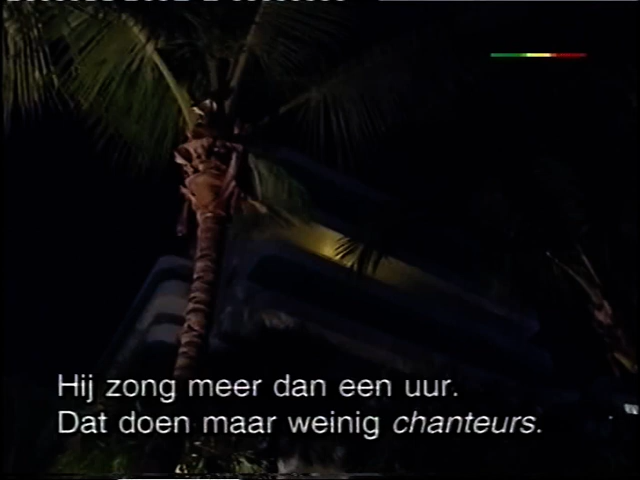 Hij zong meer dan een uur.
Dat doen maar weinig chanteurs.